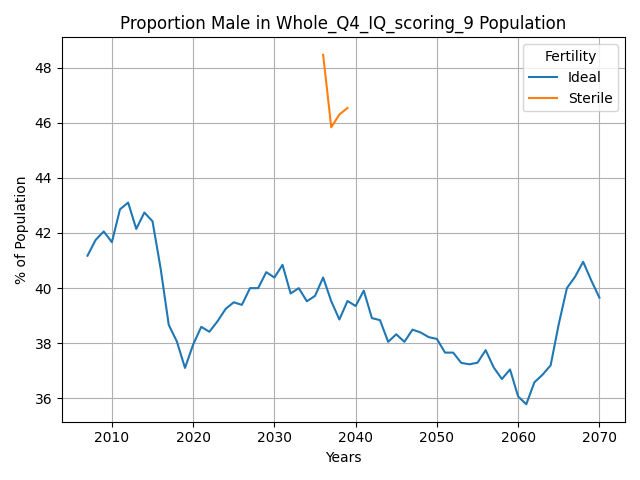 Proportion Male in Whole_Q4_IQ_scoring_9 Population
Fertility
Ideal
Sterile
% of Population
48
46
44
42
40
38
36
2010 2020 2030 2040 2050 2060 2070
Years